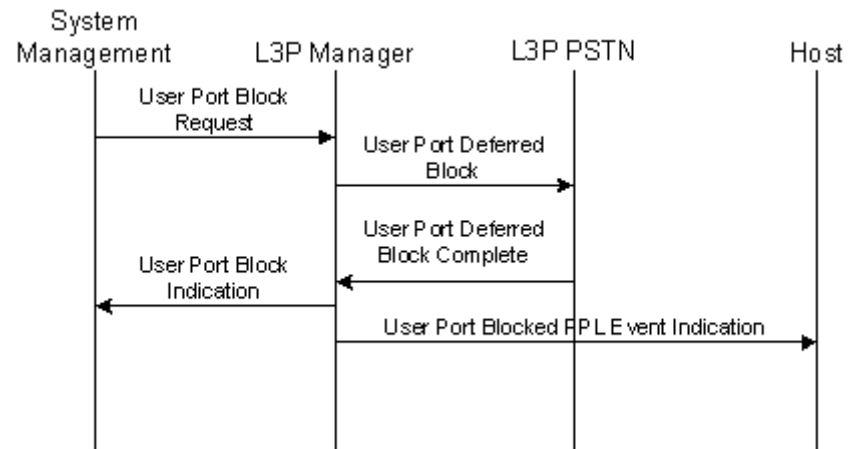 System
Management
L3P Manager
L3P PSTN
Host
User Port Block
Request
User Port Deferred
Block
User Port Deferred
Block Complete
User Port Block
Indication
User Port Blocked PPL Event Indication